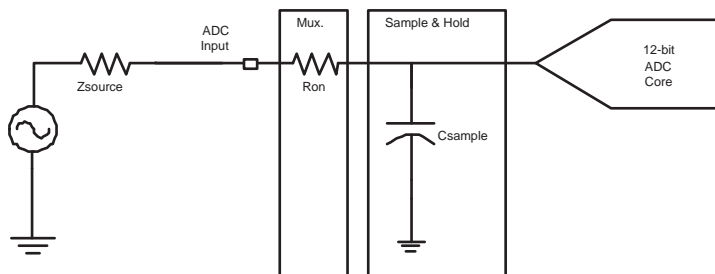 ADC
Input
Mux.
Sample & Hold
12-bit
ADC
Core
Zsource
Ron
Csample